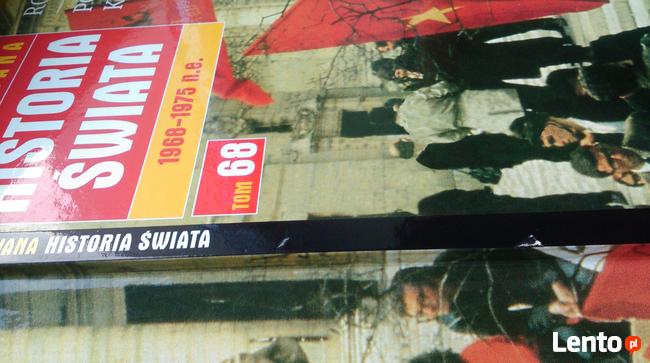 HISTORIA
ŚWIATA
1968-1975 n.e.
TOM 68
HISTORIA ŚWIATA
Lento.pl